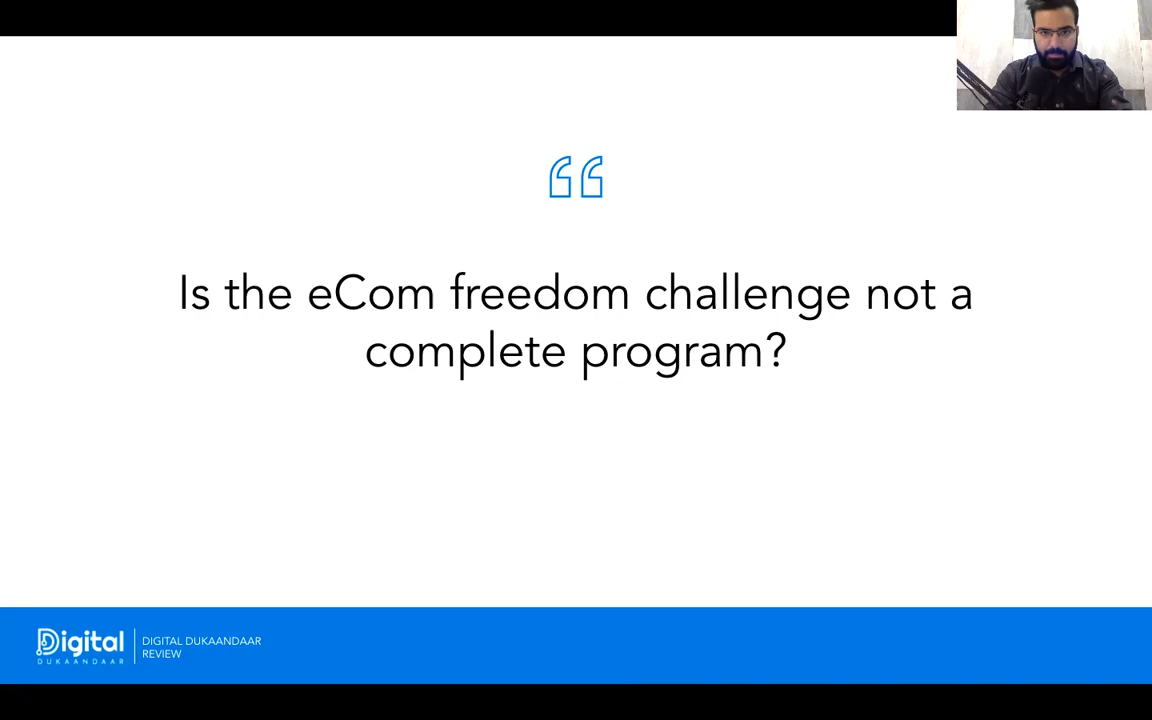 “
Is the eCom freedom challenge not a
complete program?
Digital
DUKAANDAAR
DIGITAL DUKAANDAAR
REVIEW